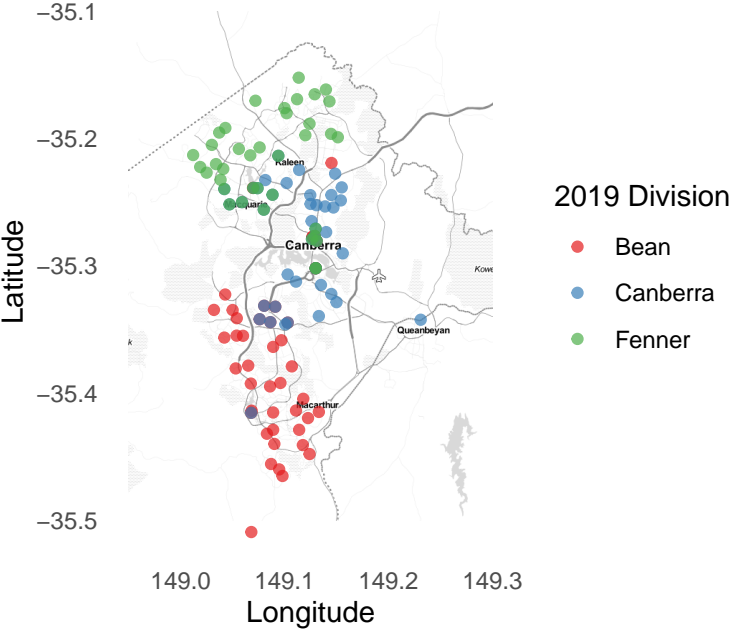 −35.1
−35.2
−35.3
−35.4
−35.5
Latitude
Kaleen
Canberra
Kowe
Queanbeyan
k
Macarthur
149.0 149.1 149.2 149.3
Longitude
2019 Division
Bean
Canberra
Fenner